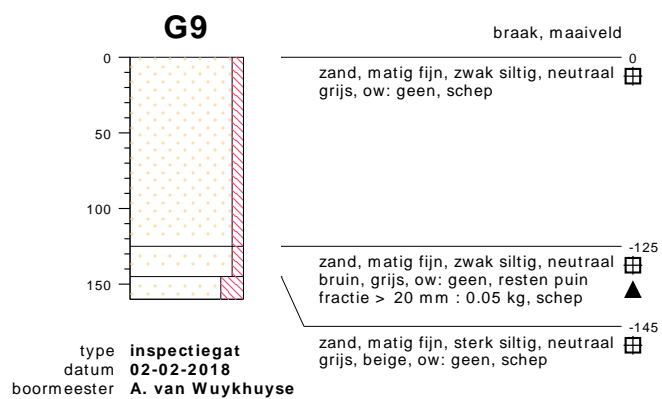 G9
braak, maaiveld
0
0
zand, matig fijn, zwak siltig, neutraal
grijs, ow: geen, schep
50
100
-125
zand, matig fijn, zwak siltig, neutraal
bruin, grijs, ow: geen, resten puin
fractie > 20 mm : 0.05 kg, schep
150
-145
zand, matig fijn, sterk siltig, neutraal
grijs, beige, ow: geen, schep
type inspectiegat
datum 02-02-2018
boormeester A. van Wuykhuyse